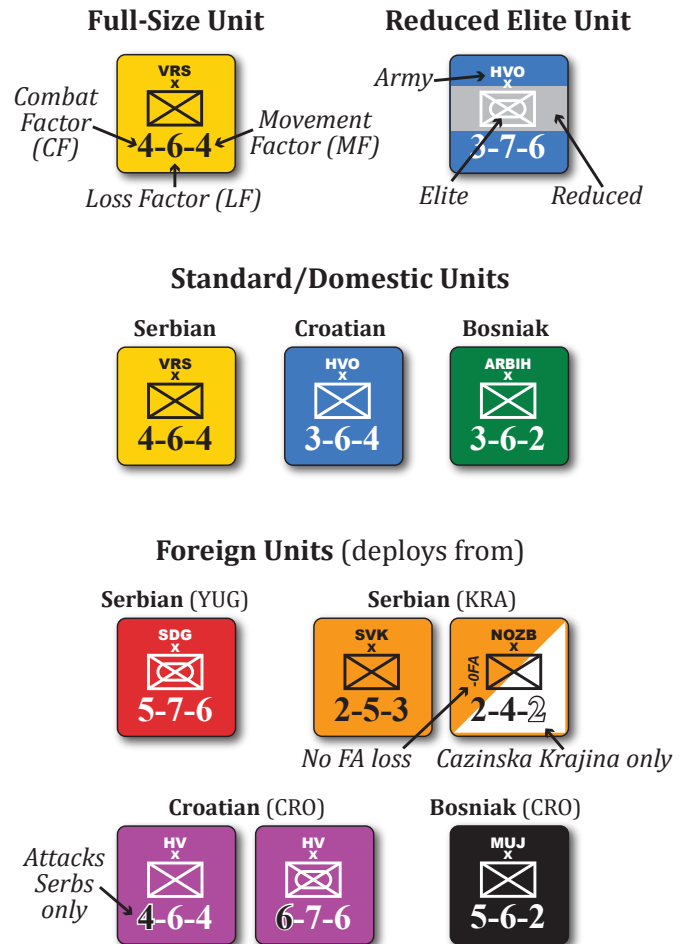 Full-Size Unit
Reduced Elite Unit
VRS
X
4-6-4
Combat
Factor
(CF)
Movement
Factor (MF)
Loss Factor (LF)
Army
HVO
X
3-7-6
Elite
Reduced
Standard/Domestic Units
Serbian
Croatian
Bosniak
VRS
X
4-6-4
HVO
X
3-6-4
ARBIH
X
3-6-2
Foreign Units (deploys from)
Serbian (YUG)
Serbian (KRA)
SDG
X
5-7-6
SVK
X
2-5-3
NOZB
X
-0FA
2-4-2
No FA loss
Cazinska Krajina only
Croatian (CRO)
Bosniak (CRO)
Attacks
Serbs
only
HV
X
4-6-4
HV
X
6-7-6
MUJ
X
5-6-2